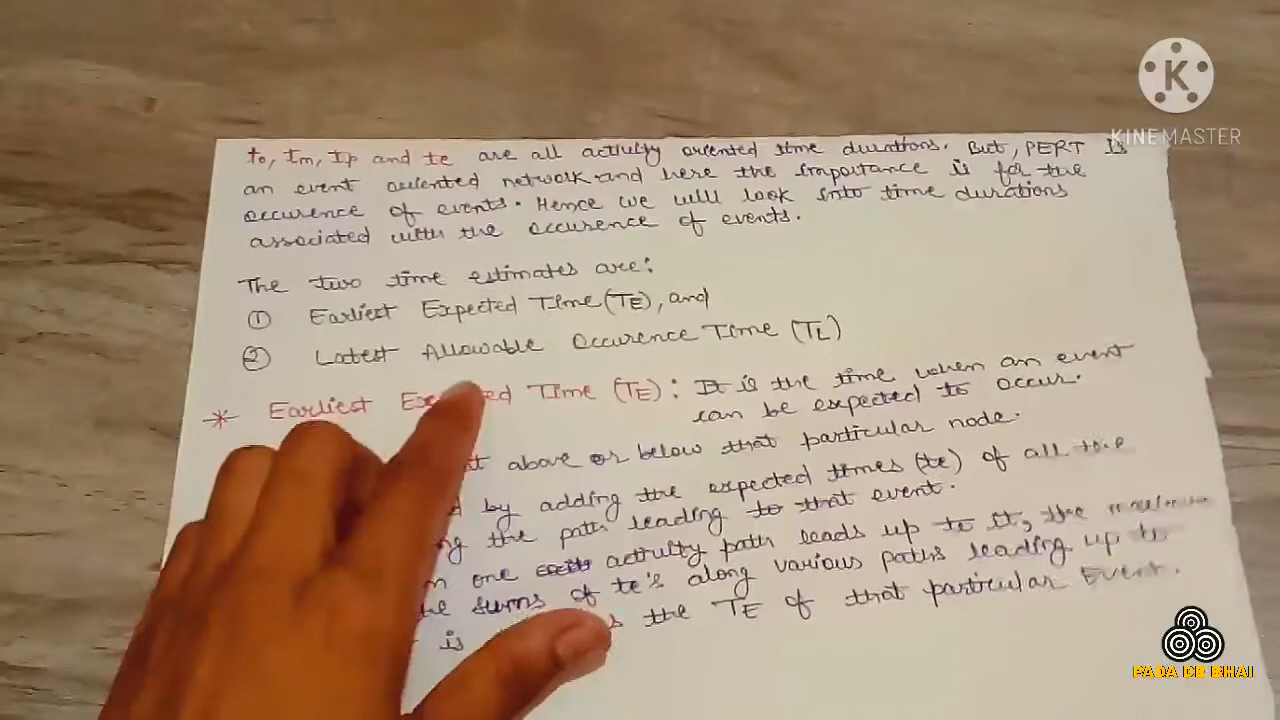 to, tm, tp and te are all activity oriented time durations. But, PERT is
an event oriented network and here the importance is for the
occurence of events. Hence we will look into time durations
associated with the occurence of events.
The two time estimates are:
① Earliest Expected Time (TE), and
② Latest Allowable Occurence Time (TL)
* Earliest Time (TE): It is the time when an event
can be expected to occur.
above or below that particular node.
by adding the expected times (te) of all
the paths leading to that event.
one activity path leads up to it, the
sums of te's along various paths leading up to
is the TE of that particular Event.
KINEMASTER
PADA DE BHAI